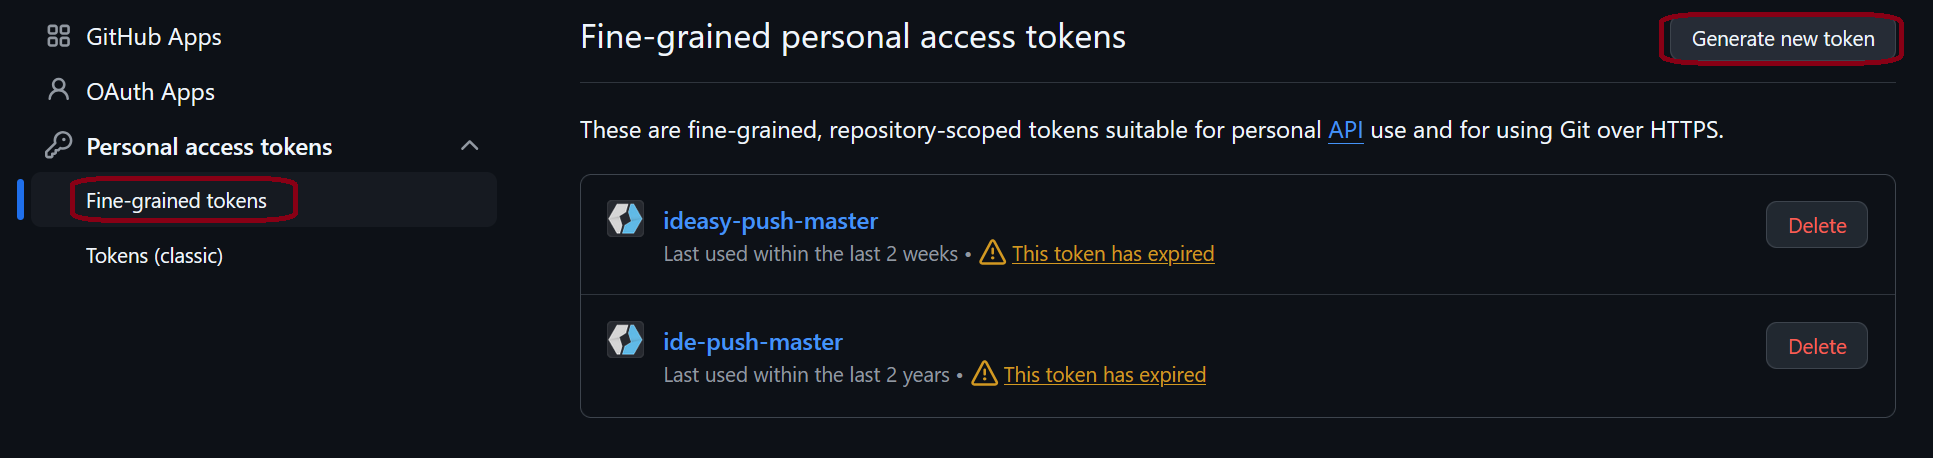 GitHub Apps
OAuth Apps
Personal access tokens
Fine-grained tokens
Tokens (classic)
Fine-grained personal access tokens
Generate new token
These are fine-grained, repository-scoped tokens suitable for personal API use and for using Git over HTTPS.
ideasy-push-master
Last used within the last 2 weeks • This token has expired
Delete
ide-push-master
Last used within the last 2 years • This token has expired
Delete